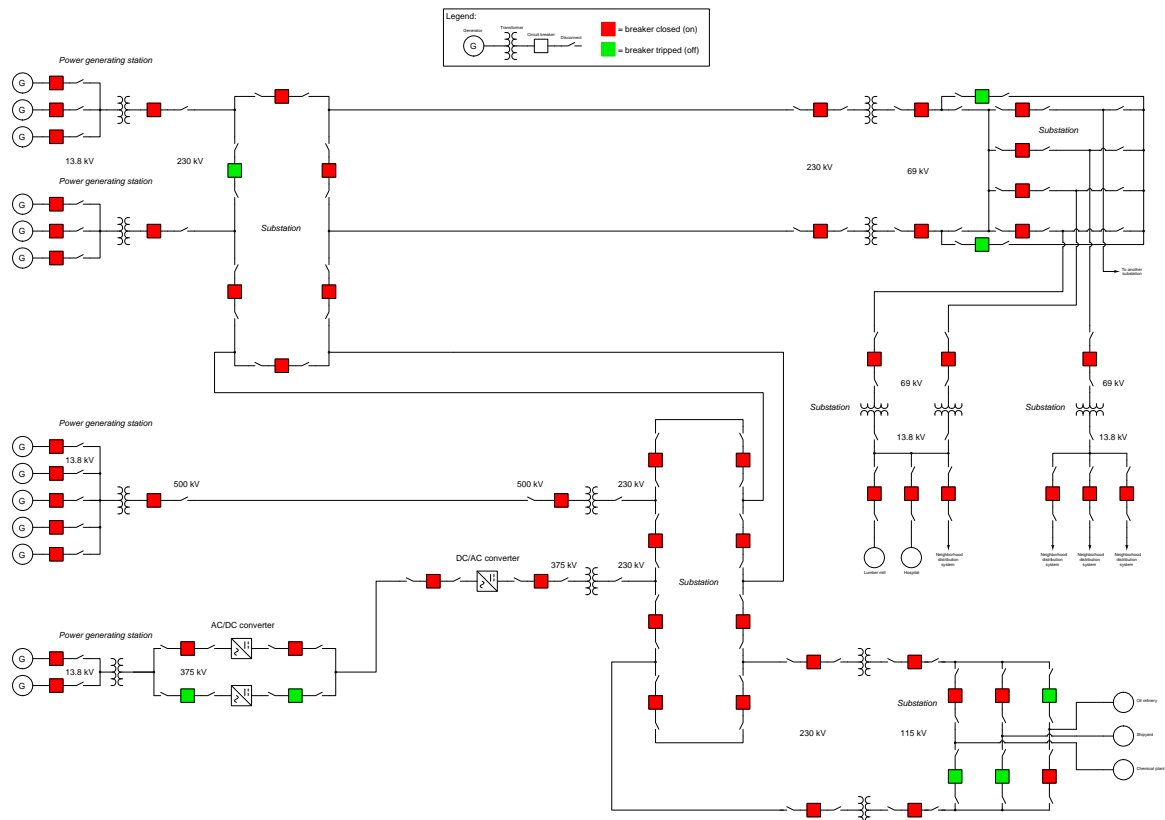 Legend:
Generator
G
Transformer
Circuit breaker
Disconnect
= breaker closed (on)
= breaker tripped (off)
Power generating station
G
G
G
13.8 kV
230 kV
Power generating station
G
G
G
Substation
230 kV
69 kV
Substation
To another
substation
69 kV
69 kV
Substation
Substation
13.8 kV
13.8 kV
Lumber mill
Hospital
Neighborhood
distribution
system
Neighborhood
distribution
system
Neighborhood
distribution
system
Neighborhood
distribution
system
Power generating station
G
G
G
G
G
13.8 kV
500 kV
500 kV
230 kV
DC/AC converter
375 kV
230 kV
Substation
Power generating station
G
G
13.8 kV
AC/DC converter
375 kV
230 kV
115 kV
Substation
Oil refinery
Shipyard
Chemical plant